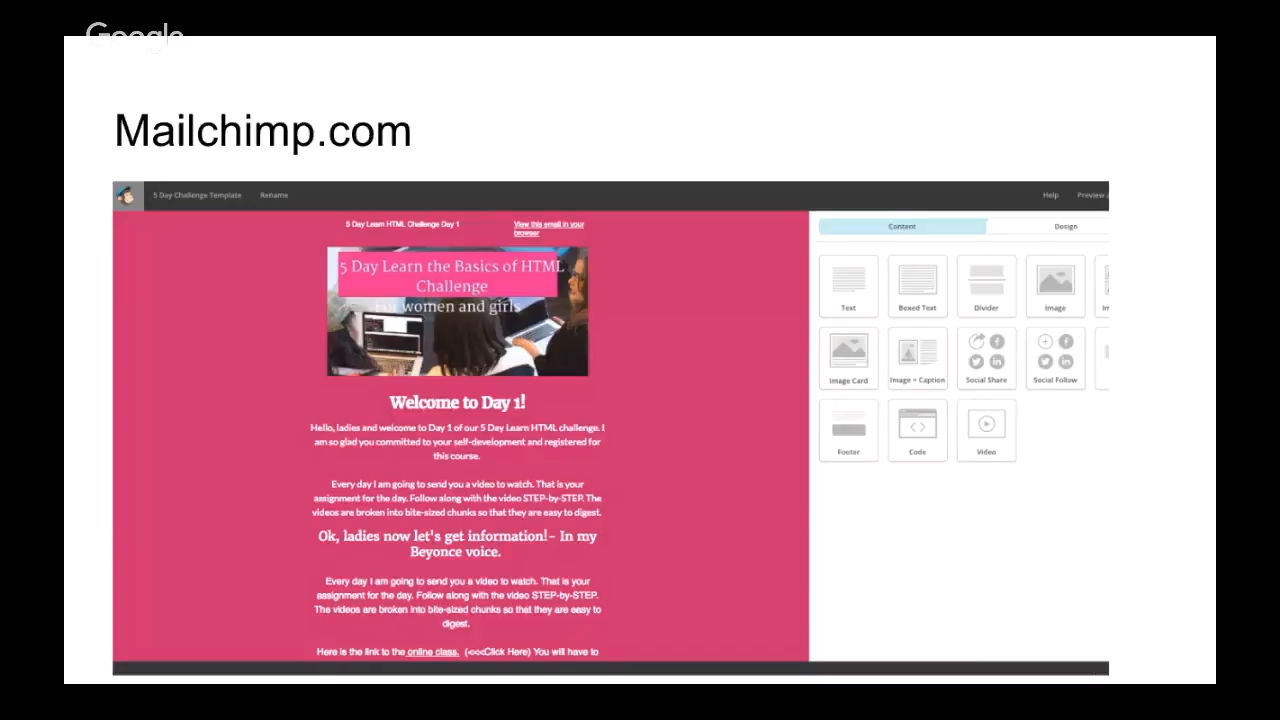 Google
Mailchimp.com
5 Day Challenge Template Rename Help Preview
5 Day Learn HTML Challenge Day 1
View this email in your
browser
5 Day Learn the Basics of HTML
Challenge
For women and girls
Welcome to Day 1!
Hello, ladies and welcome to Day 1 of our 5 Day Learn HTML challenge. I
am so glad you committed to your self-development and registered for
this course.
Every day I am going to send you a video to watch. That is your
assignment for the day. Follow along with the video STEP-by-STEP. The
videos are broken into bite-sized chunks so that they are easy to digest.
Ok, ladies now let's get information!- In my
Beyonce voice.
Every day I am going to send you a video to watch. That is your
assignment for the day. Follow along with the video STEP-by-STEP.
The videos are broken into bite-sized chunks so that they are easy to
digest.
Here is the link to the online class. (<<<Click Here) You will have to
Content Design
Text Boxed Text Divider Image
Image Card Image + Caption Social Share Social Follow
Footer Code Video